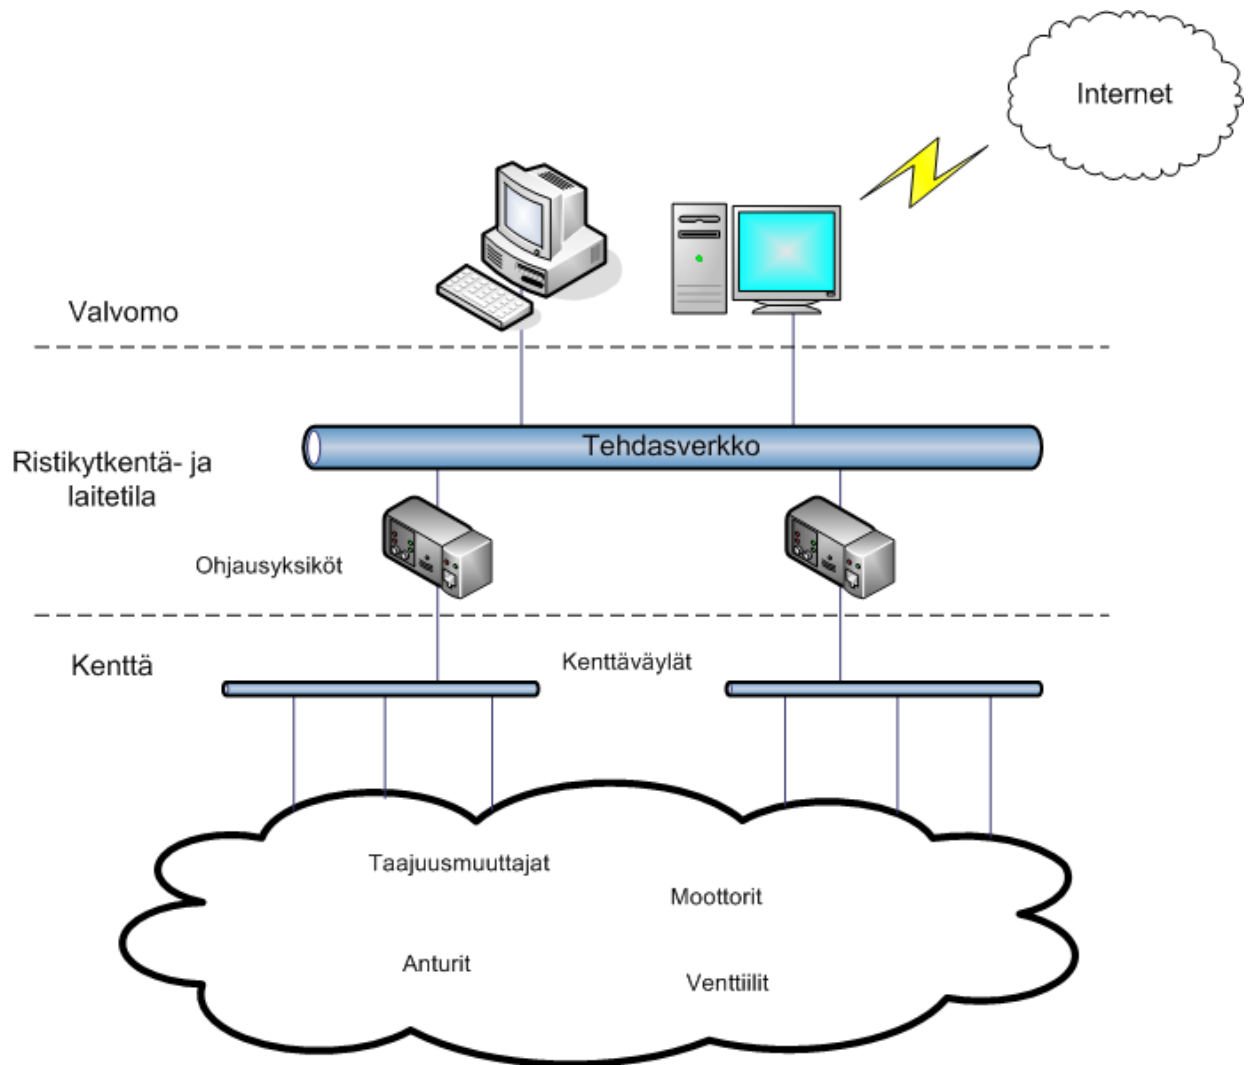 Internet
Valvomo
Tehdasverkko
Ristikytkentä- ja
laitetila
Ohjausyksiköt
Kenttä
Kenttäväylät
Taajuusmuuttajat
Moottorit
Anturit
Venttiilit